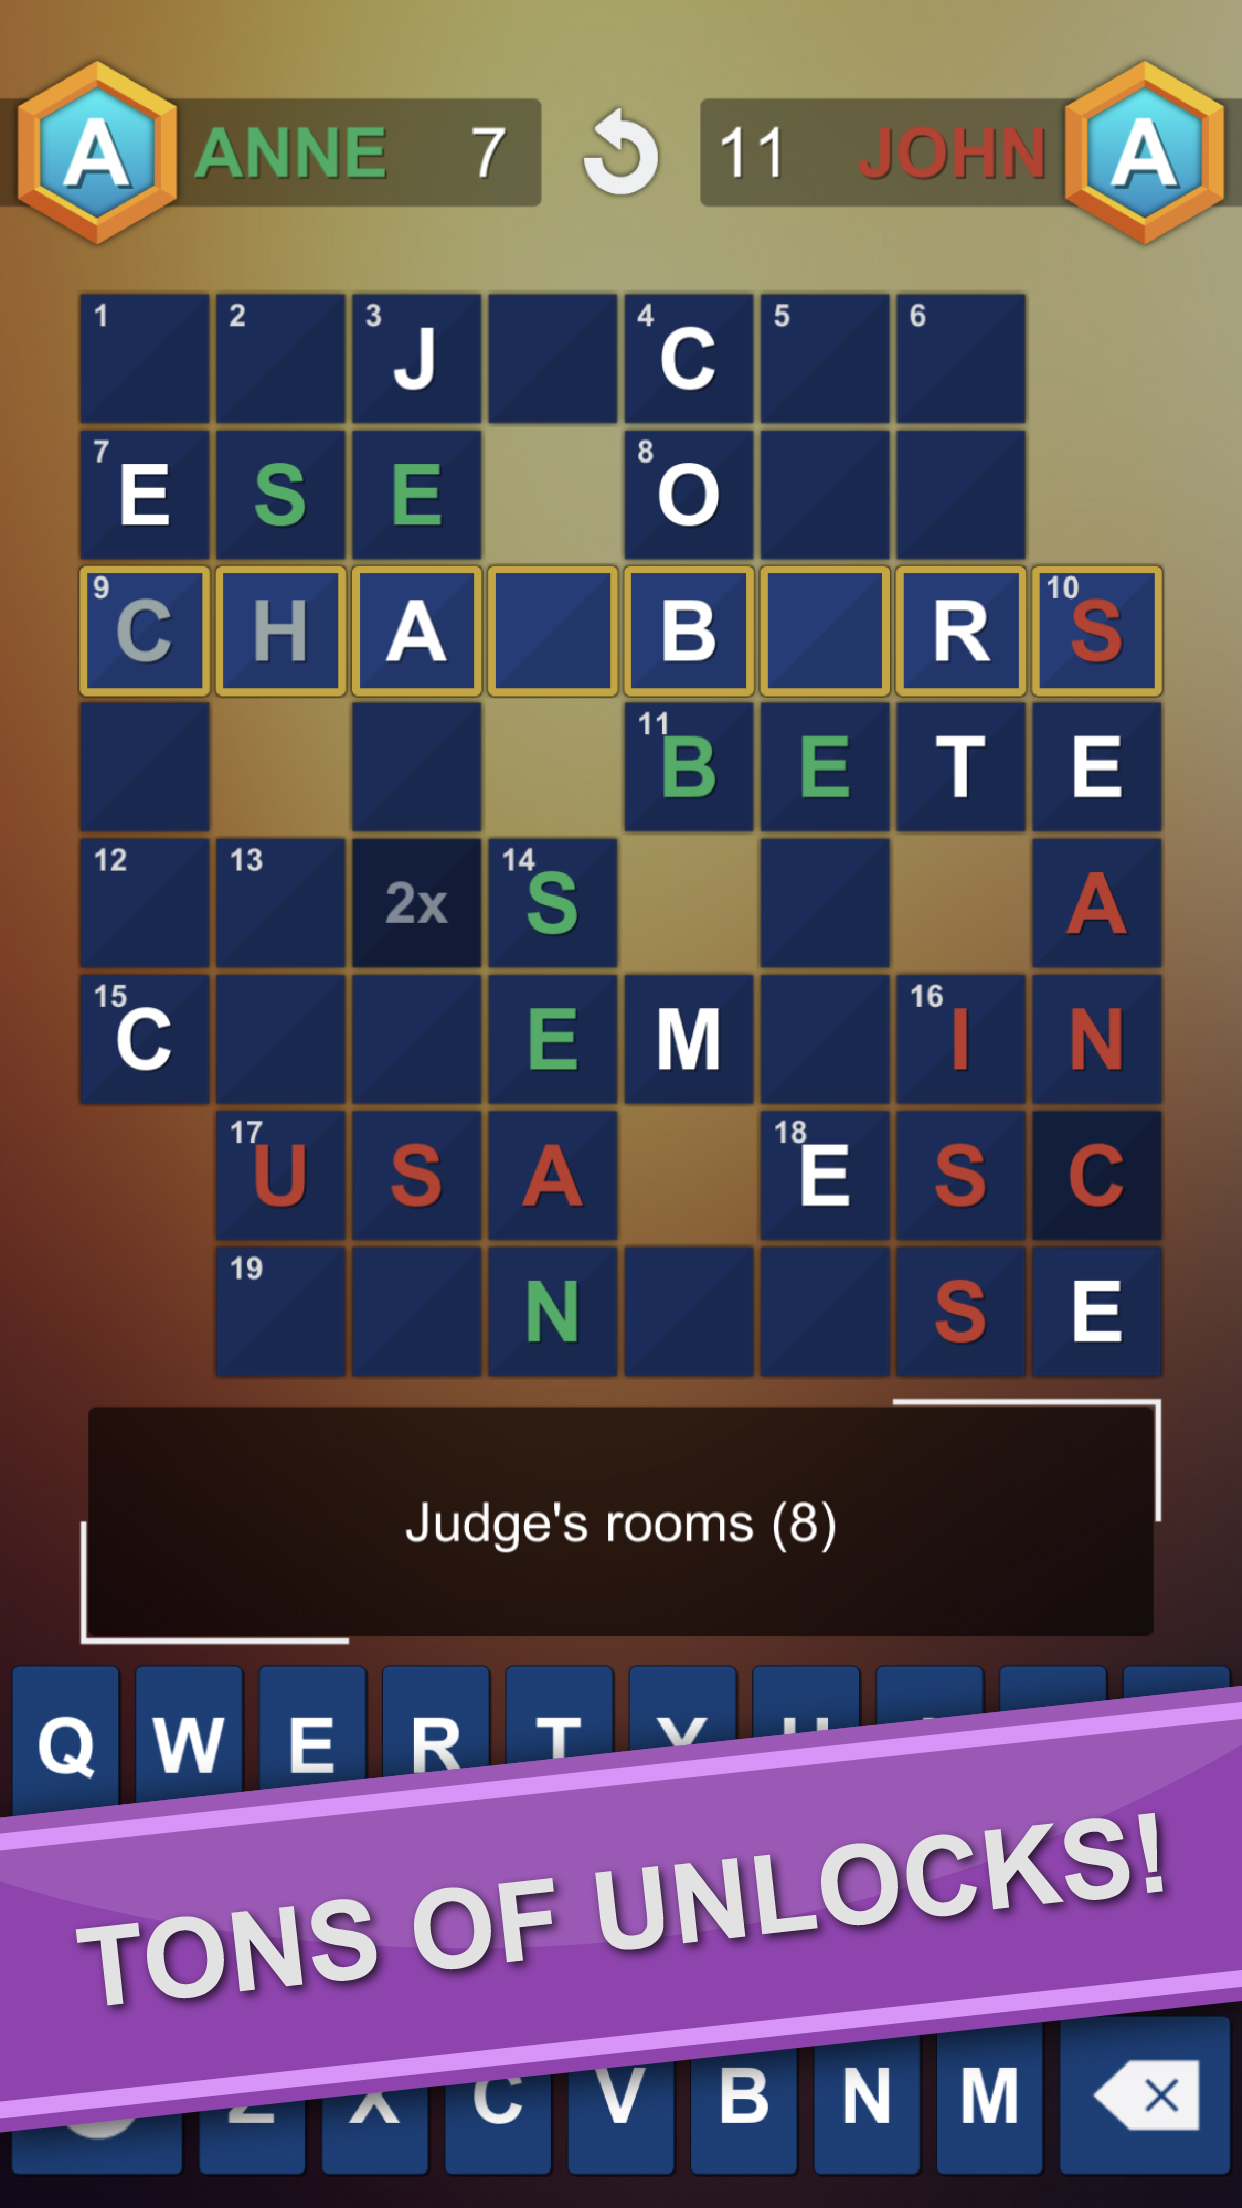 A ANNE 7 11 JOHN A
1 2 3 J 4 C 5 6
7 E S E 8 O
9 C H A B R 10 S
11 B E T E
12 13 2x 14 S A
15 C E M 16 I N
17 U S A 18 E S C
19 N S E
Judge's rooms (8)
Q W E R T Y U
TONS OF UNLOCKS!
Z X C V B N M